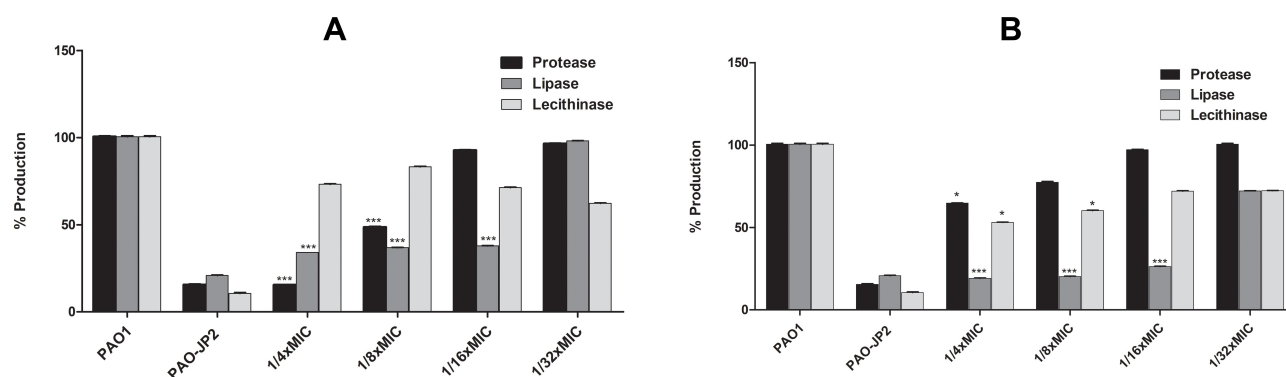 A
150
100
50
0
% Production
Protease
Lipase
Lecithinase
***
***
***
***
***
PAO1
PAO-JP2
1/4xMIC
1/8xMIC
1/16xMIC
1/32xMIC
B
150
100
50
0
% Production
Protease
Lipase
Lecithinase
*
***
*
***
*
***
PAO1
PAO-JP2
1/4xMIC
1/8xMIC
1/16xMIC
1/32xMIC